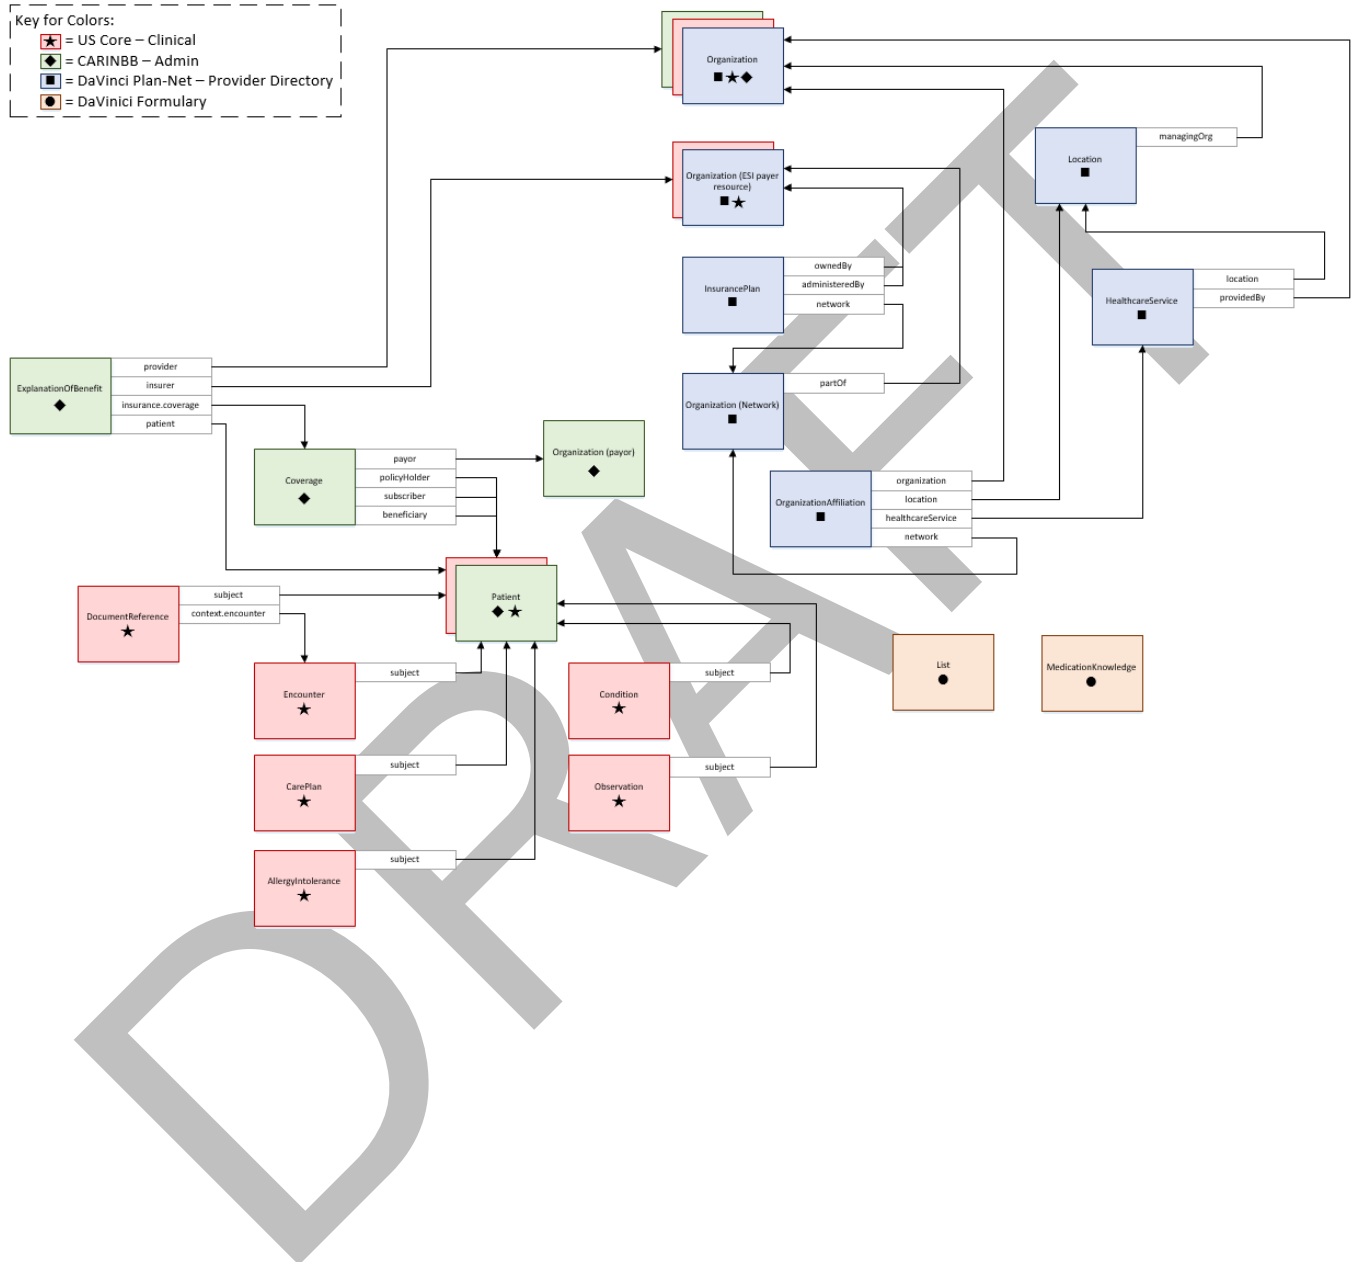 Key for Colors:
★ = US Core – Clinical
◆ = CARINBB – Admin
■ = DaVinci Plan-Net – Provider Directory
● = DaVinici Formulary
Organization
■ ★ ◆
managingOrg
Location
■
Organization (ESI payer
resource)
■ ★
InsurancePlan
■
ownedBy
administeredBy
network
HealthcareService
■
location
providedBy
ExplanationOfBenefit
◆
provider
insurer
insurance.coverage
patient
Organization (Network)
■
partOf
Coverage
◆
payor
policyHolder
subscriber
beneficiary
Organization (payor)
◆
OrganizationAffiliation
■
organization
location
healthcareService
network
DocumentReference
★
subject
context.encounter
Patient
◆ ★
Encounter
★
subject
Condition
★
subject
List
●
MedicationKnowledge
●
CarePlan
★
subject
Observation
★
subject
AllergyIntolerance
★
subject
DRAFT